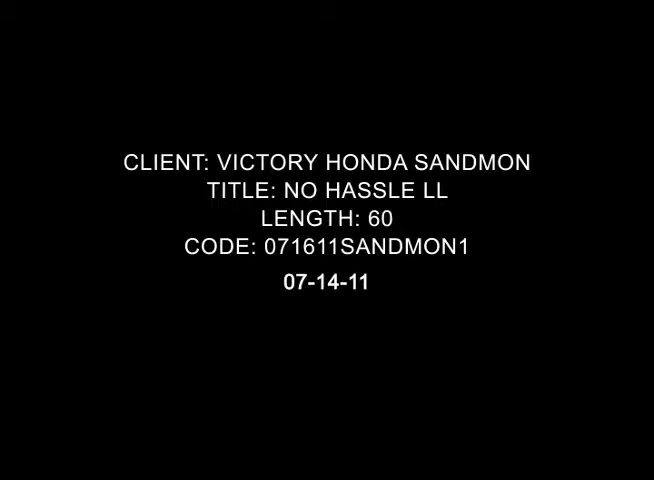 CLIENT: VICTORY HONDA SANDMON
TITLE: NO HASSLE LL
LENGTH: 60
CODE: 071611SANDMON1
07-14-11